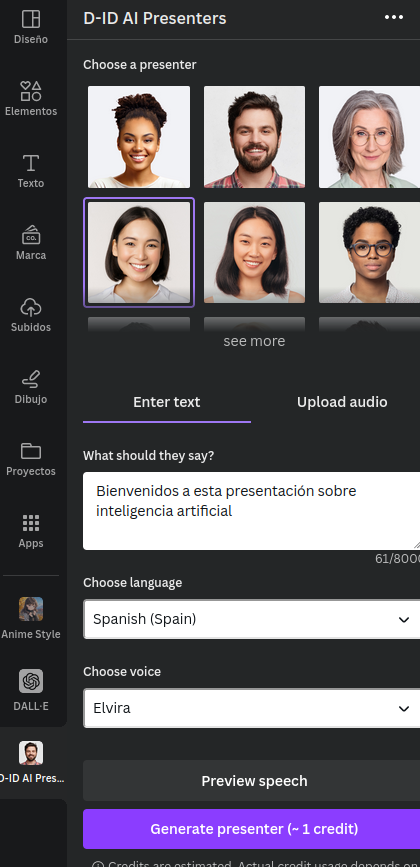 D-ID AI Presenters
Diseño
Choose a presenter
Elementos
Texto
Marca
CO.
Subidos
see more
Dibujo
Enter text
Upload audio
Proyectos
What should they say?
Bienvenidos a esta presentación sobre
inteligencia artificial
Apps
61/8000
Choose language
Spanish (Spain)
Anime Style
Choose voice
DALL·E
Elvira
D-ID AI Pres...
Preview speech
Generate presenter (~ 1 credit)
Credits are estimated. Actual credit usage depends on